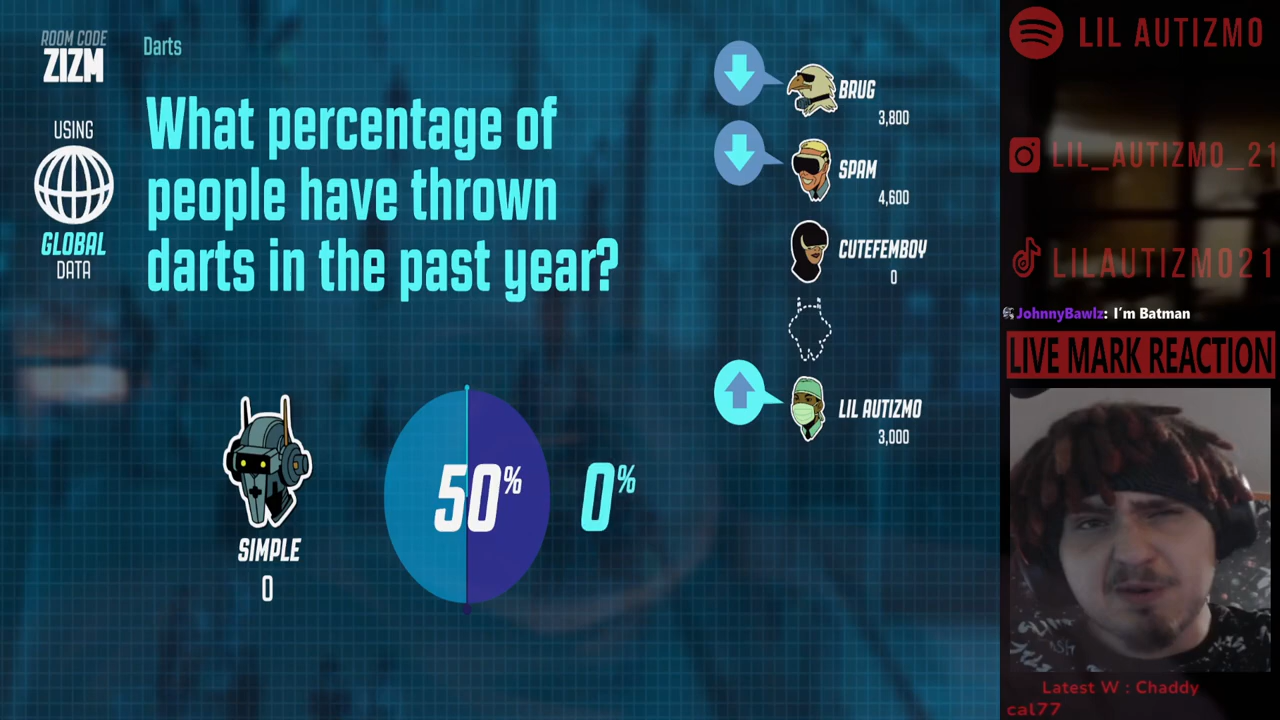 ROOM CODE
ZIZM
USING
GLOBAL
DATA
Darts
What percentage of
people have thrown
darts in the past year?
SIMPLE
0
50%
0%
BRUG
3,800
SPAM
4,600
CUTEFEMBOY
0
LIL AUTIZMO
3,000
LIL AUTIZMO
LIL_AUTIZMO_21
LILAUTIZMO21
JohnnyBawlz: I´m Batman
LIVE MARK REACTION
Latest W : Chaddy
cal77